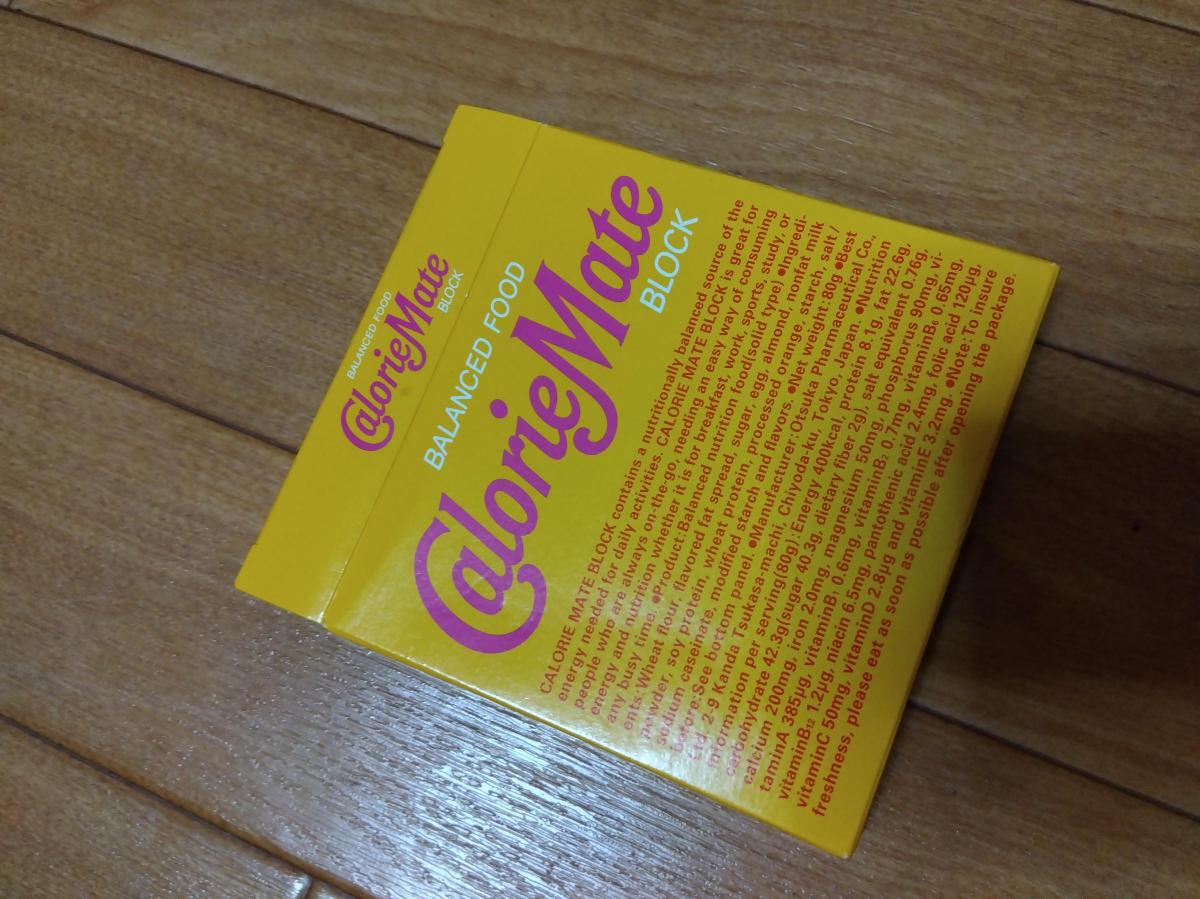 BALANCED FOOD
CalorieMate
BLOCK
BALANCED FOOD
CalorieMate
BLOCK
CALORIE MATE BLOCK contains a nutritionally balanced source of the
energy needed for daily activities. CALORIE MATE BLOCK is great for
people who are always on-the-go, needing an easy way of consuming
energy and nutrition whether it is for breakfast, work, sports, study, or
any busy time. ●Product:Balanced nutrition food(solid type) ●Ingredi-
ents:Wheat flour, flavored fat spread, sugar, egg, almond, nonfat milk
powder, soy protein, wheat protein, processed orange, starch, salt /
sodium caseinate, modified starch and flavors. ●Net weight:80g ●Best
before:See bottom panel. ●Manufacturer:Otsuka Pharmaceutical Co.,
Ltd. 2-9 Kanda Tsukasa-machi, Chiyoda-ku, Tokyo, Japan. ●Nutrition
information per serving(80g):Energy 400kcal, protein 8.1g, fat 22.6g,
carbohydrate 42.3g(sugar 40.3g, dietary fiber 2g), salt equivalent 0.76g,
calcium 200mg, iron 2.0mg, magnesium 50mg, phosphorus 90mg, vi-
taminA 385μg, vitaminB₁ 0.6mg, vitaminB₂ 0.7mg, vitaminB₆ 0.65mg,
vitaminB₁₂ 1.2μg, niacin 6.5mg, pantothenic acid 2.4mg, folic acid 120μg,
vitaminC 50mg, vitaminD 2.8μg and vitaminE 3.2mg. ●Note:To insure
freshness, please eat as soon as possible after opening the package.